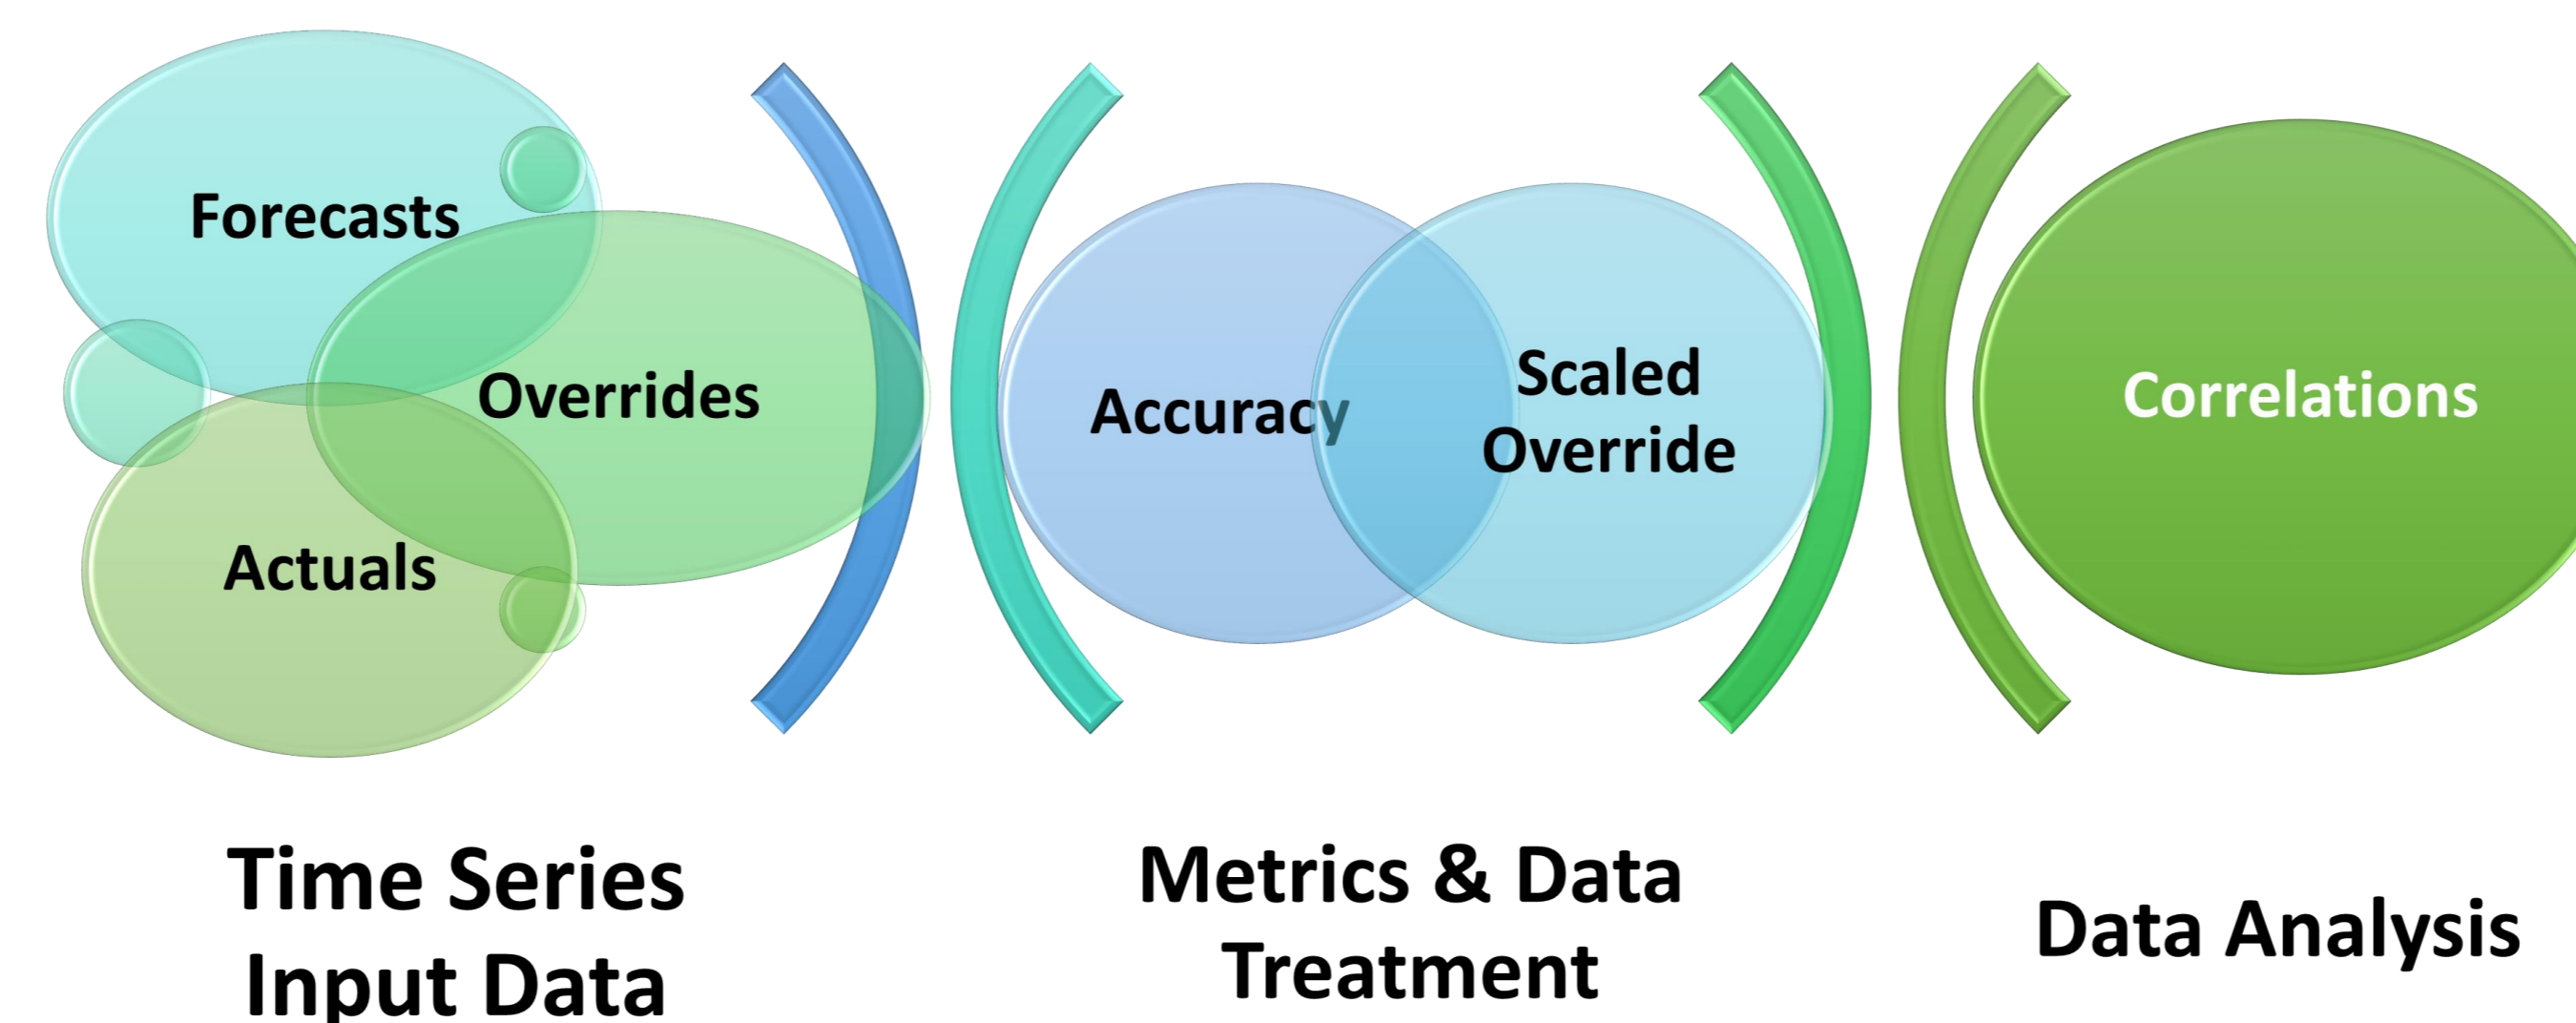 Forecasts
Overrides
Actuals
Accuracy
Scaled
Override
Correlations
Time Series
Input Data
Metrics & Data
Treatment
Data Analysis